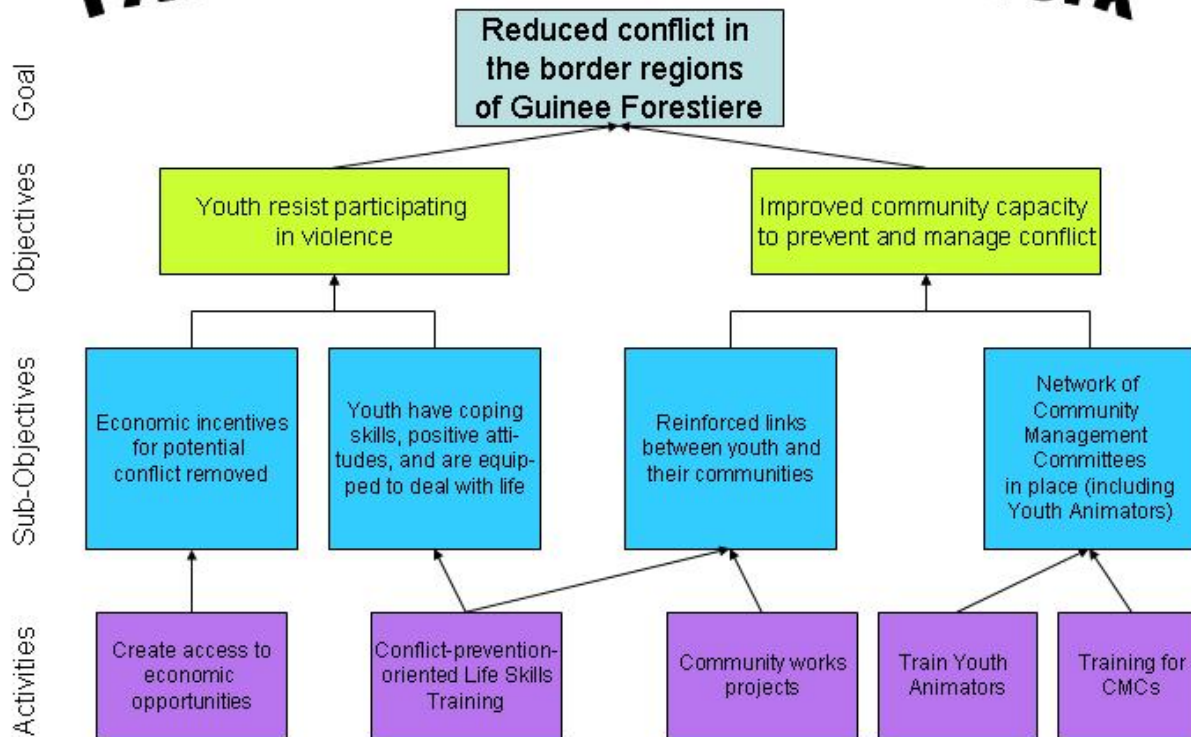 Goal
Reduced conflict in
the border regions
of Guinee Forestiere
Objectives
Youth resist participating
in violence
Improved community capacity
to prevent and manage conflict
Sub-Objectives
Economic incentives
for potential
conflict removed
Youth have coping
skills, positive atti-
tudes, and are equip-
ped to deal with life
Reinforced links
between youth and
their communities
Network of
Community
Management
Committees
in place (including
Youth Animators)
Activities
Create access to
economic
opportunities
Conflict-prevention-
oriented Life Skills
Training
Community works
projects
Train Youth
Animators
Training for
CMCs